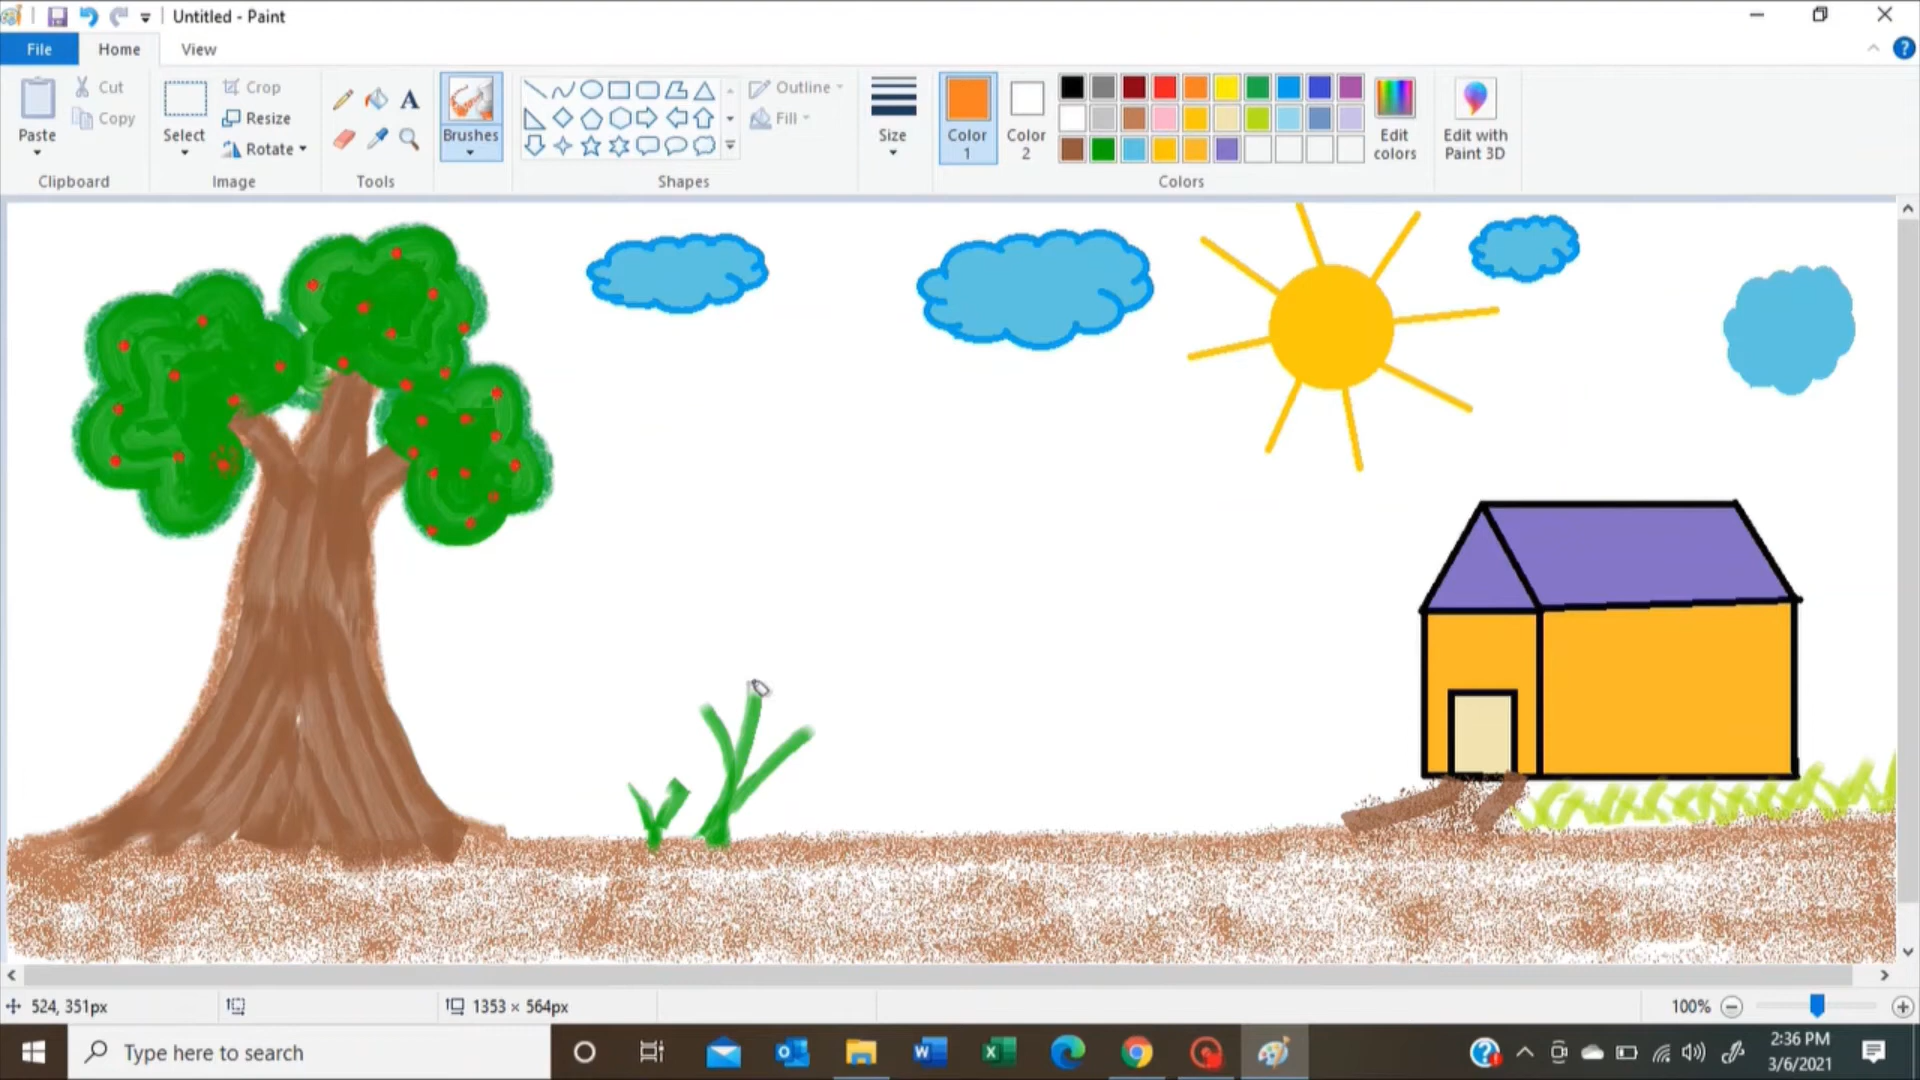 Untitled - Paint
File Home View
Paste Cut Copy Clipboard
Select Crop Resize Rotate Image
A
Tools
Brushes
Shapes
Outline Fill
Size
Color 1
Color 2
Colors
Edit colors
Edit with Paint 3D
524, 351px
1353 × 564px
100%
Type here to search
2:36 PM
3/6/2021